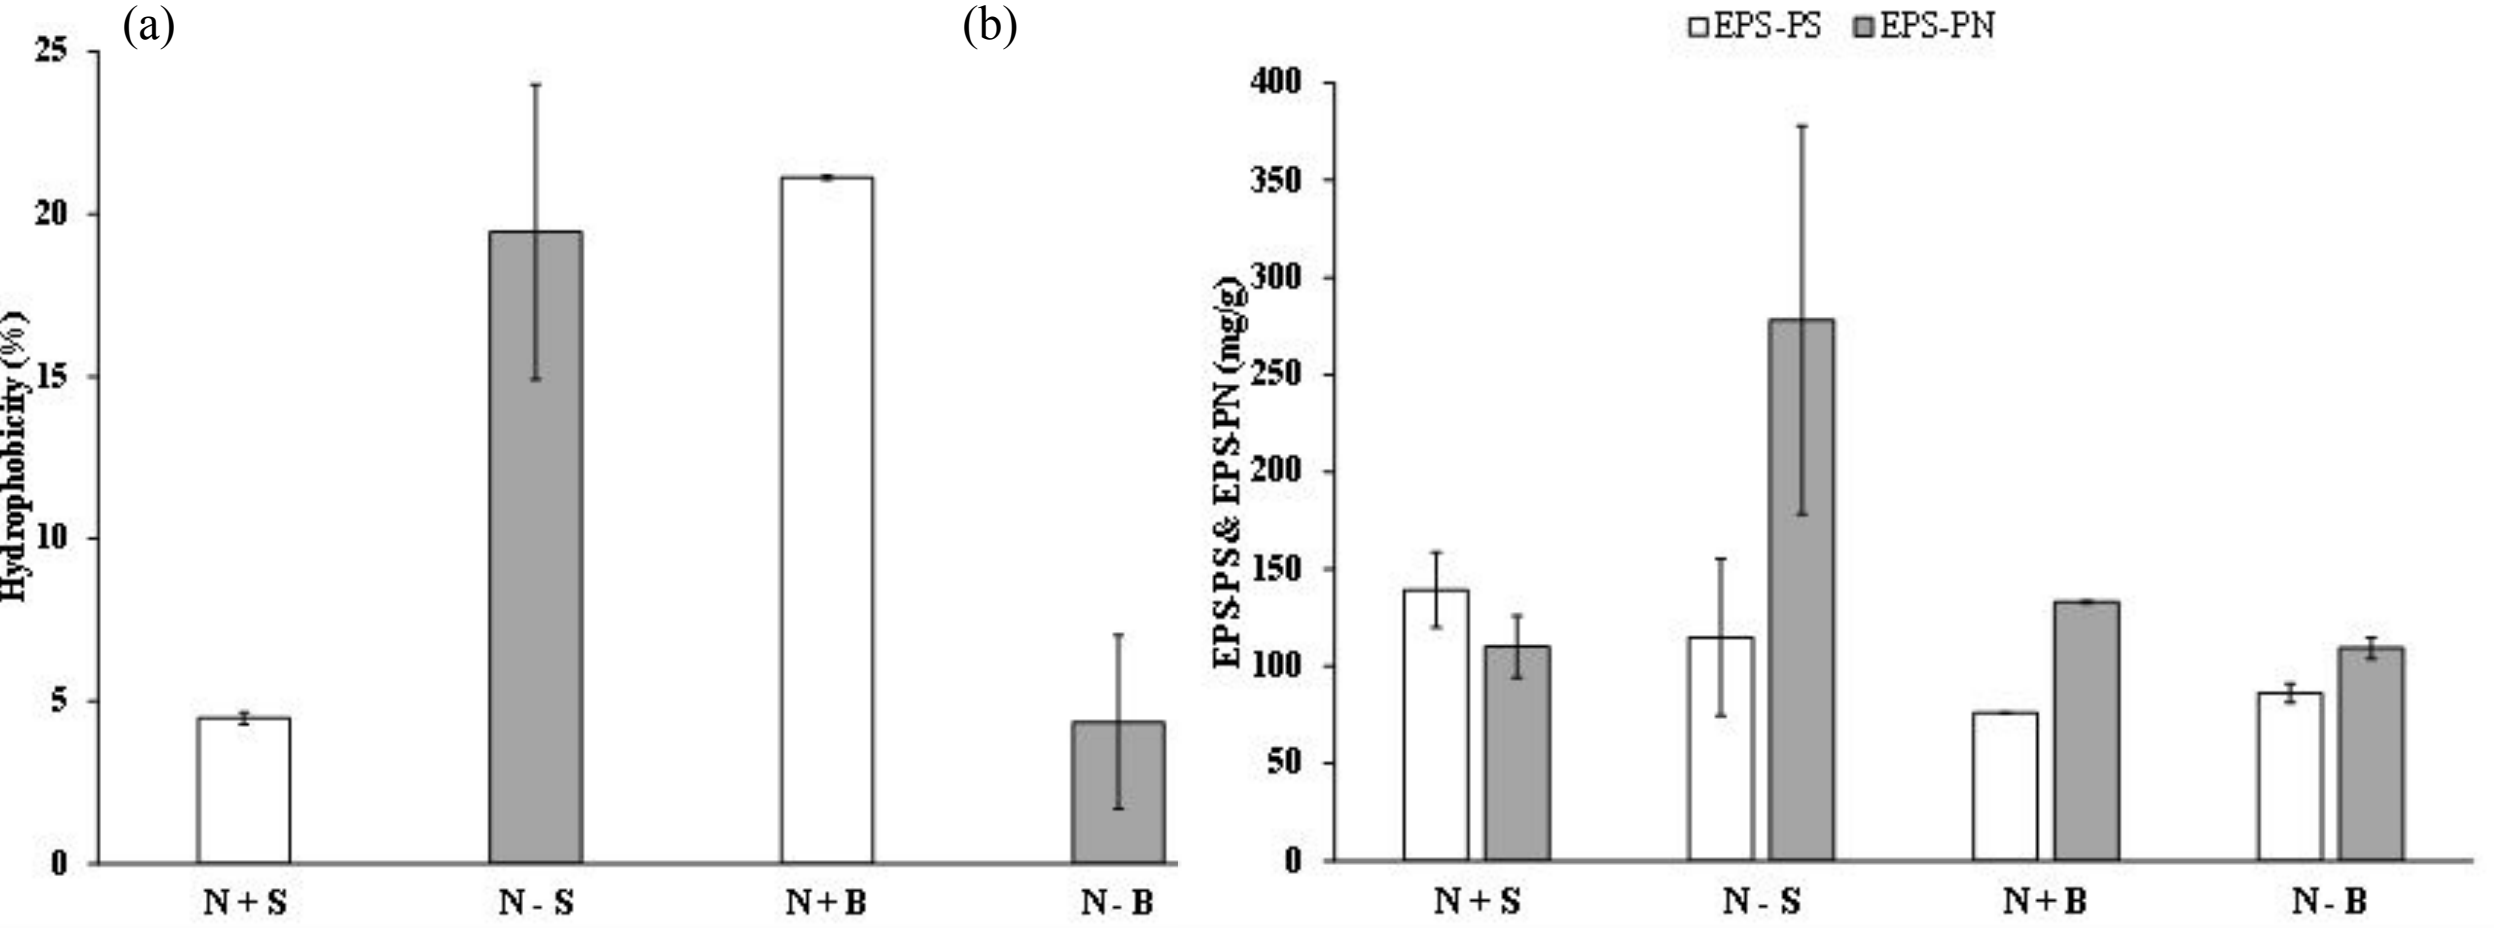 (a)
25
20
15
10
5
0
Hydrophobicity (%)
N + S
N - S
N + B
N - B
(b)
EPS-PS
EPS-PN
400
350
300
250
200
150
100
50
0
EPS-PS & EPS-PN (mg/g)
N + S
N - S
N + B
N - B